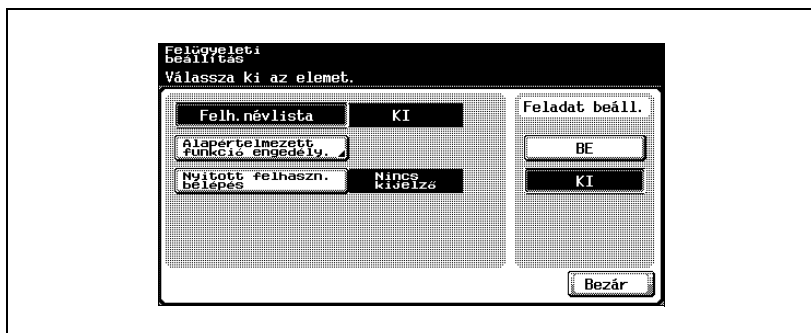 Felügyeleti
beállítás
Válassza ki az elemet.
Felh.névlista
KI
Alapértelmezett
funkció engedély.
Nyitott felhaszn.
belépés
Nincs
kijelző
Feladat beáll.
BE
KI
Bezár